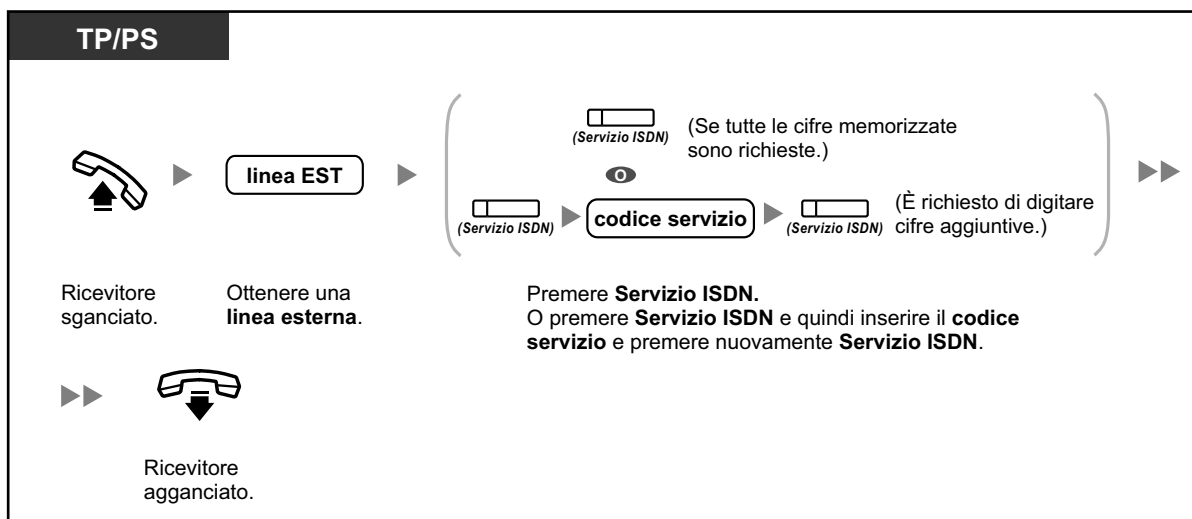 TP/PS
(Servizio ISDN)
(Se tutte le cifre memorizzate
sono richieste.)
O
linea EST
(Servizio ISDN)
codice servizio
(Servizio ISDN)
(È richiesto di digitare
cifre aggiuntive.)
Ricevitore
sganciato.
Ottenere una
linea esterna.
Premere Servizio ISDN.
O premere Servizio ISDN e quindi inserire il codice
servizio e premere nuovamente Servizio ISDN.
Ricevitore
agganciato.